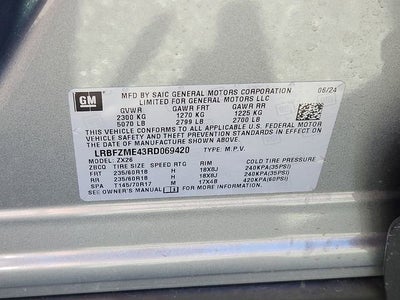 GM
MFD BY SAIC GENERAL MOTORS CORPORATION 06/24
LIMITED FOR GENERAL MOTORS LLC
GVWR GAWR FRT GAWR RR
2300 KG 1270 KG 1225 KG
5070 LB 2799 LB 2700 LB
THIS VEHICLE CONFORMS TO ALL APPLICABLE U.S. FEDERAL MOTOR
VEHICLE SAFETY AND THEFT PREVENTION STANDARDS IN EFFECT ON
THE DATE OF MANUFACTURE SHOWN ABOVE.
LRBFZME43RD069420 TYPE: M.P.V.
MODEL: ZX26
ZRCO TIRE SIZE SPEED RTG RIM COLD TIRE PRESSURE
FRT 235/60R18 H 18X8J 240KPA(35PSI)
RR 235/60R18 H 18X8J 240KPA(35PSI)
SPA T145/70R17 M 17X4B 420KPA(60PSI)
SEE OWNER'S MANUAL